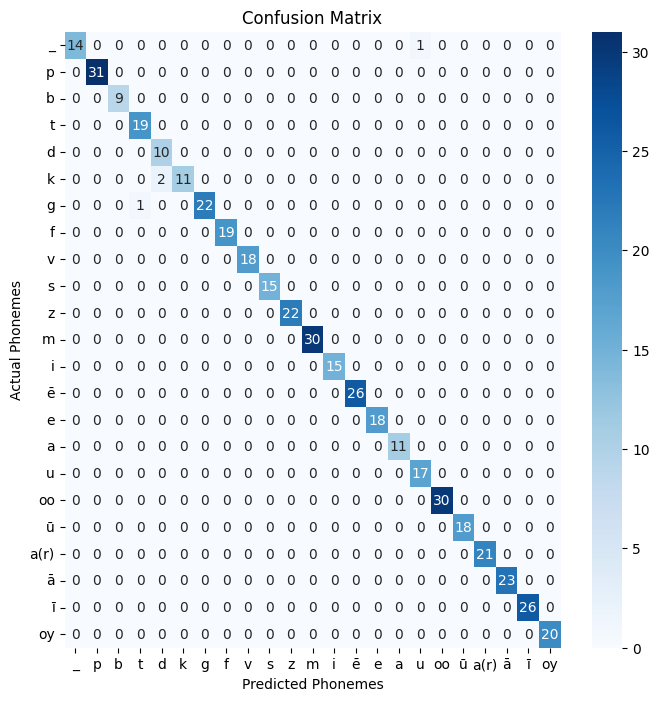 Confusion Matrix
_ 14 0 0 0 0 0 0 0 0 0 0 0 0 0 0 0 1 0 0 0 0 0 0
p 0 31 0 0 0 0 0 0 0 0 0 0 0 0 0 0 0 0 0 0 0 0 0
b 0 0 9 0 0 0 0 0 0 0 0 0 0 0 0 0 0 0 0 0 0 0 0
t 0 0 0 19 0 0 0 0 0 0 0 0 0 0 0 0 0 0 0 0 0 0 0
d 0 0 0 0 10 0 0 0 0 0 0 0 0 0 0 0 0 0 0 0 0 0 0
k 0 0 0 0 2 11 0 0 0 0 0 0 0 0 0 0 0 0 0 0 0 0 0
g 0 0 0 1 0 0 22 0 0 0 0 0 0 0 0 0 0 0 0 0 0 0 0
f 0 0 0 0 0 0 0 19 0 0 0 0 0 0 0 0 0 0 0 0 0 0 0
v 0 0 0 0 0 0 0 0 18 0 0 0 0 0 0 0 0 0 0 0 0 0 0
s 0 0 0 0 0 0 0 0 0 15 0 0 0 0 0 0 0 0 0 0 0 0 0
z 0 0 0 0 0 0 0 0 0 0 22 0 0 0 0 0 0 0 0 0 0 0 0
m 0 0 0 0 0 0 0 0 0 0 0 30 0 0 0 0 0 0 0 0 0 0 0
i 0 0 0 0 0 0 0 0 0 0 0 0 15 0 0 0 0 0 0 0 0 0 0
ē 0 0 0 0 0 0 0 0 0 0 0 0 0 26 0 0 0 0 0 0 0 0 0
e 0 0 0 0 0 0 0 0 0 0 0 0 0 0 18 0 0 0 0 0 0 0 0
a 0 0 0 0 0 0 0 0 0 0 0 0 0 0 0 11 0 0 0 0 0 0 0
u 0 0 0 0 0 0 0 0 0 0 0 0 0 0 0 0 17 0 0 0 0 0 0
oo 0 0 0 0 0 0 0 0 0 0 0 0 0 0 0 0 0 30 0 0 0 0 0
ū 0 0 0 0 0 0 0 0 0 0 0 0 0 0 0 0 0 0 18 0 0 0 0
a(r) 0 0 0 0 0 0 0 0 0 0 0 0 0 0 0 0 0 0 0 21 0 0 0
ā 0 0 0 0 0 0 0 0 0 0 0 0 0 0 0 0 0 0 0 0 23 0 0
ī 0 0 0 0 0 0 0 0 0 0 0 0 0 0 0 0 0 0 0 0 0 26 0
oy 0 0 0 0 0 0 0 0 0 0 0 0 0 0 0 0 0 0 0 0 0 0 20
_ p b t d k g f v s z m i ē e a u oo ū a(r) ā ī oy
Predicted Phonemes
Actual Phonemes
30
25
20
15
10
5
0